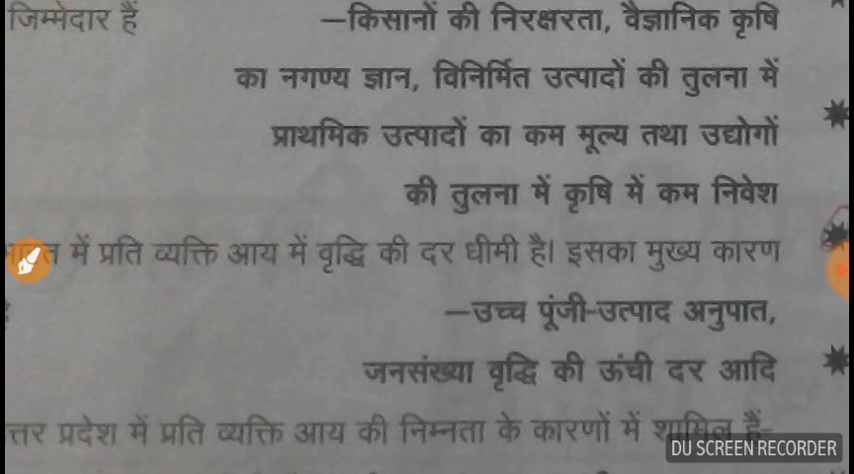 जिम्मेदार हैं —किसानों की निरक्षरता, वैज्ञानिक कृषि
का नगण्य ज्ञान, विनिर्मित उत्पादों की तुलना में
प्राथमिक उत्पादों का कम मूल्य तथा उद्योगों
की तुलना में कृषि में कम निवेश
में प्रति व्यक्ति आय में वृद्धि की दर धीमी है। इसका मुख्य कारण
—उच्च पूंजी-उत्पाद अनुपात,
जनसंख्या वृद्धि की ऊंची दर आदि
त्तर प्रदेश में प्रति व्यक्ति आय की निम्नता के कारणों में शामिल हैं-
DU SCREEN RECORDER